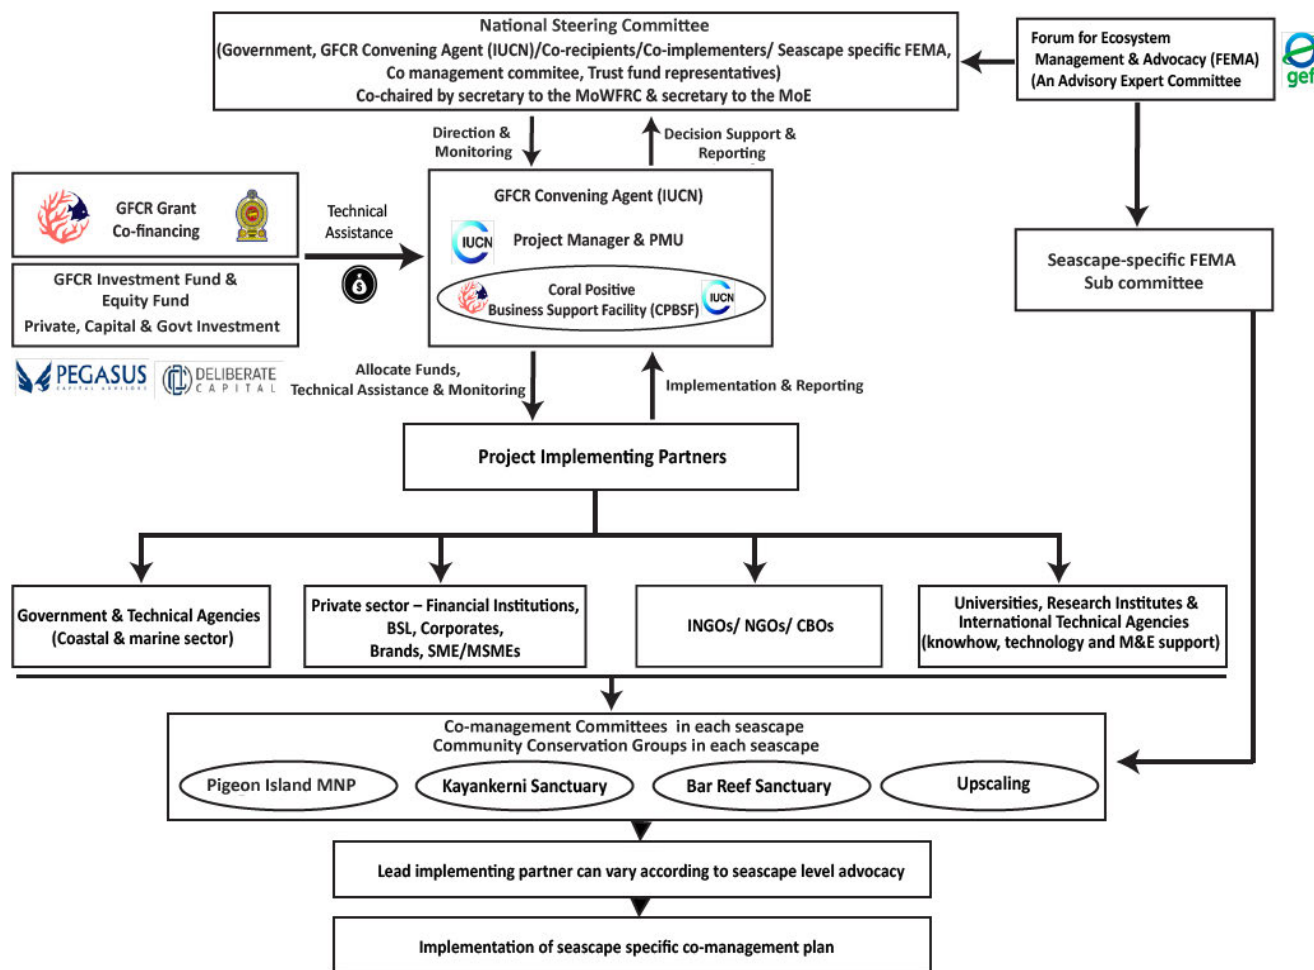 National Steering Committee
(Government, GFCR Convening Agent (IUCN)/Co-recipients/Co-implementers/ Seascape specific FEMA,
Co management commitee, Trust fund representatives)
Co-chaired by secretary to the MoWFRC & secretary to the MoE
Forum for Ecosystem
Management & Advocacy (FEMA)
(An Advisory Expert Committee
gef
Direction &
Monitoring
Decision Support &
Reporting
GFCR Grant
Co-financing
Technical
Assistance
GFCR Convening Agent (IUCN)
IUCN
Project Manager & PMU
Coral Positive
Business Support Facility (CPBSF)
IUCN
GFCR Investment Fund &
Equity Fund
Private, Capital & Govt Investment
$
Seascape-specific FEMA
Sub committee
PEGASUS
CAPITAL ADVISORS
DELIBERATE
CAPITAL
Allocate Funds,
Technical Assistance & Monitoring
Implementation & Reporting
Project Implementing Partners
Government & Technical Agencies
(Coastal & marine sector)
Private sector – Financial Institutions,
BSL, Corporates,
Brands, SME/MSMEs
INGOs/ NGOs/ CBOs
Universities, Research Institutes &
International Technical Agencies
(knowhow, technology and M&E support)
Co-management Committees in each seascape
Community Conservation Groups in each seascape
Pigeon Island MNP
Kayankerni Sanctuary
Bar Reef Sanctuary
Upscaling
Lead implementing partner can vary according to seascape level advocacy
Implementation of seascape specific co-management plan